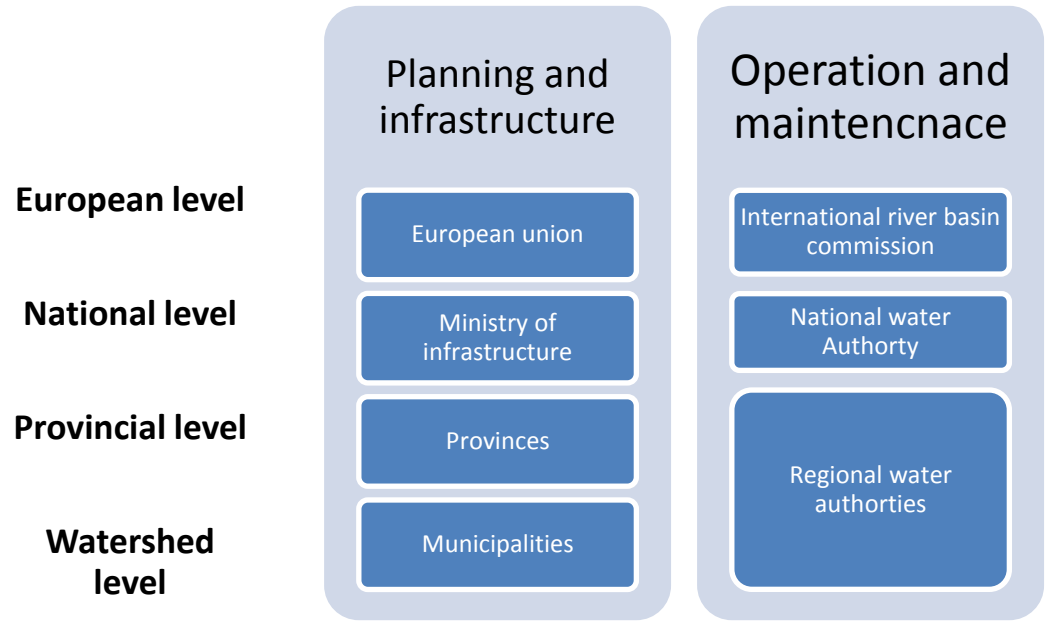 Planning and
infrastructure
Operation and
maintencnace
European level
European union
International river basin
commission
National level
Ministry of
infrastructure
National water
Authorty
Provincial level
Provinces
Regional water
authorties
Watershed
level
Municipalities